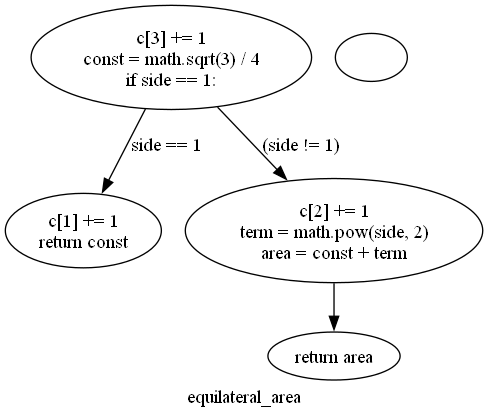 c[3] += 1
const = math.sqrt(3) / 4
if side == 1:
side == 1
(side != 1)
c[1] += 1
return const
c[2] += 1
term = math.pow(side, 2)
area = const + term
return area
equilateral_area